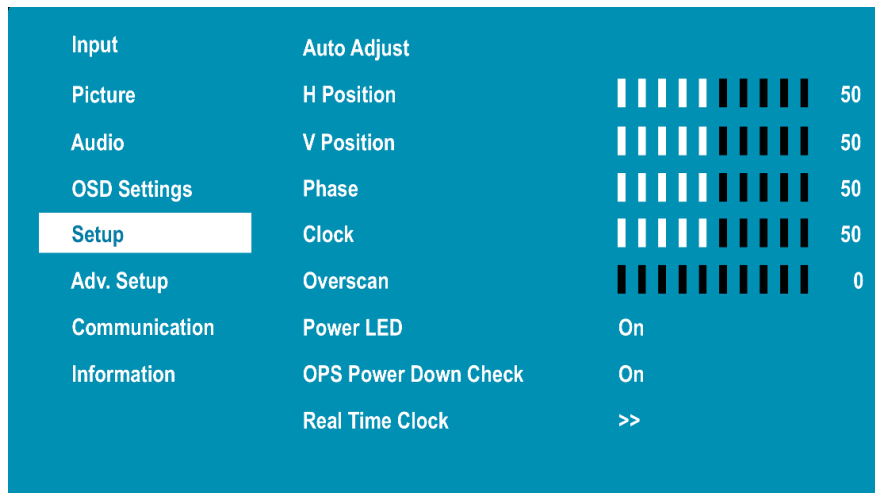 Input
Picture
Audio
OSD Settings
Setup
Adv. Setup
Communication
Information
Auto Adjust
H Position 50
V Position 50
Phase 50
Clock 50
Overscan 0
Power LED On
OPS Power Down Check On
Real Time Clock >>